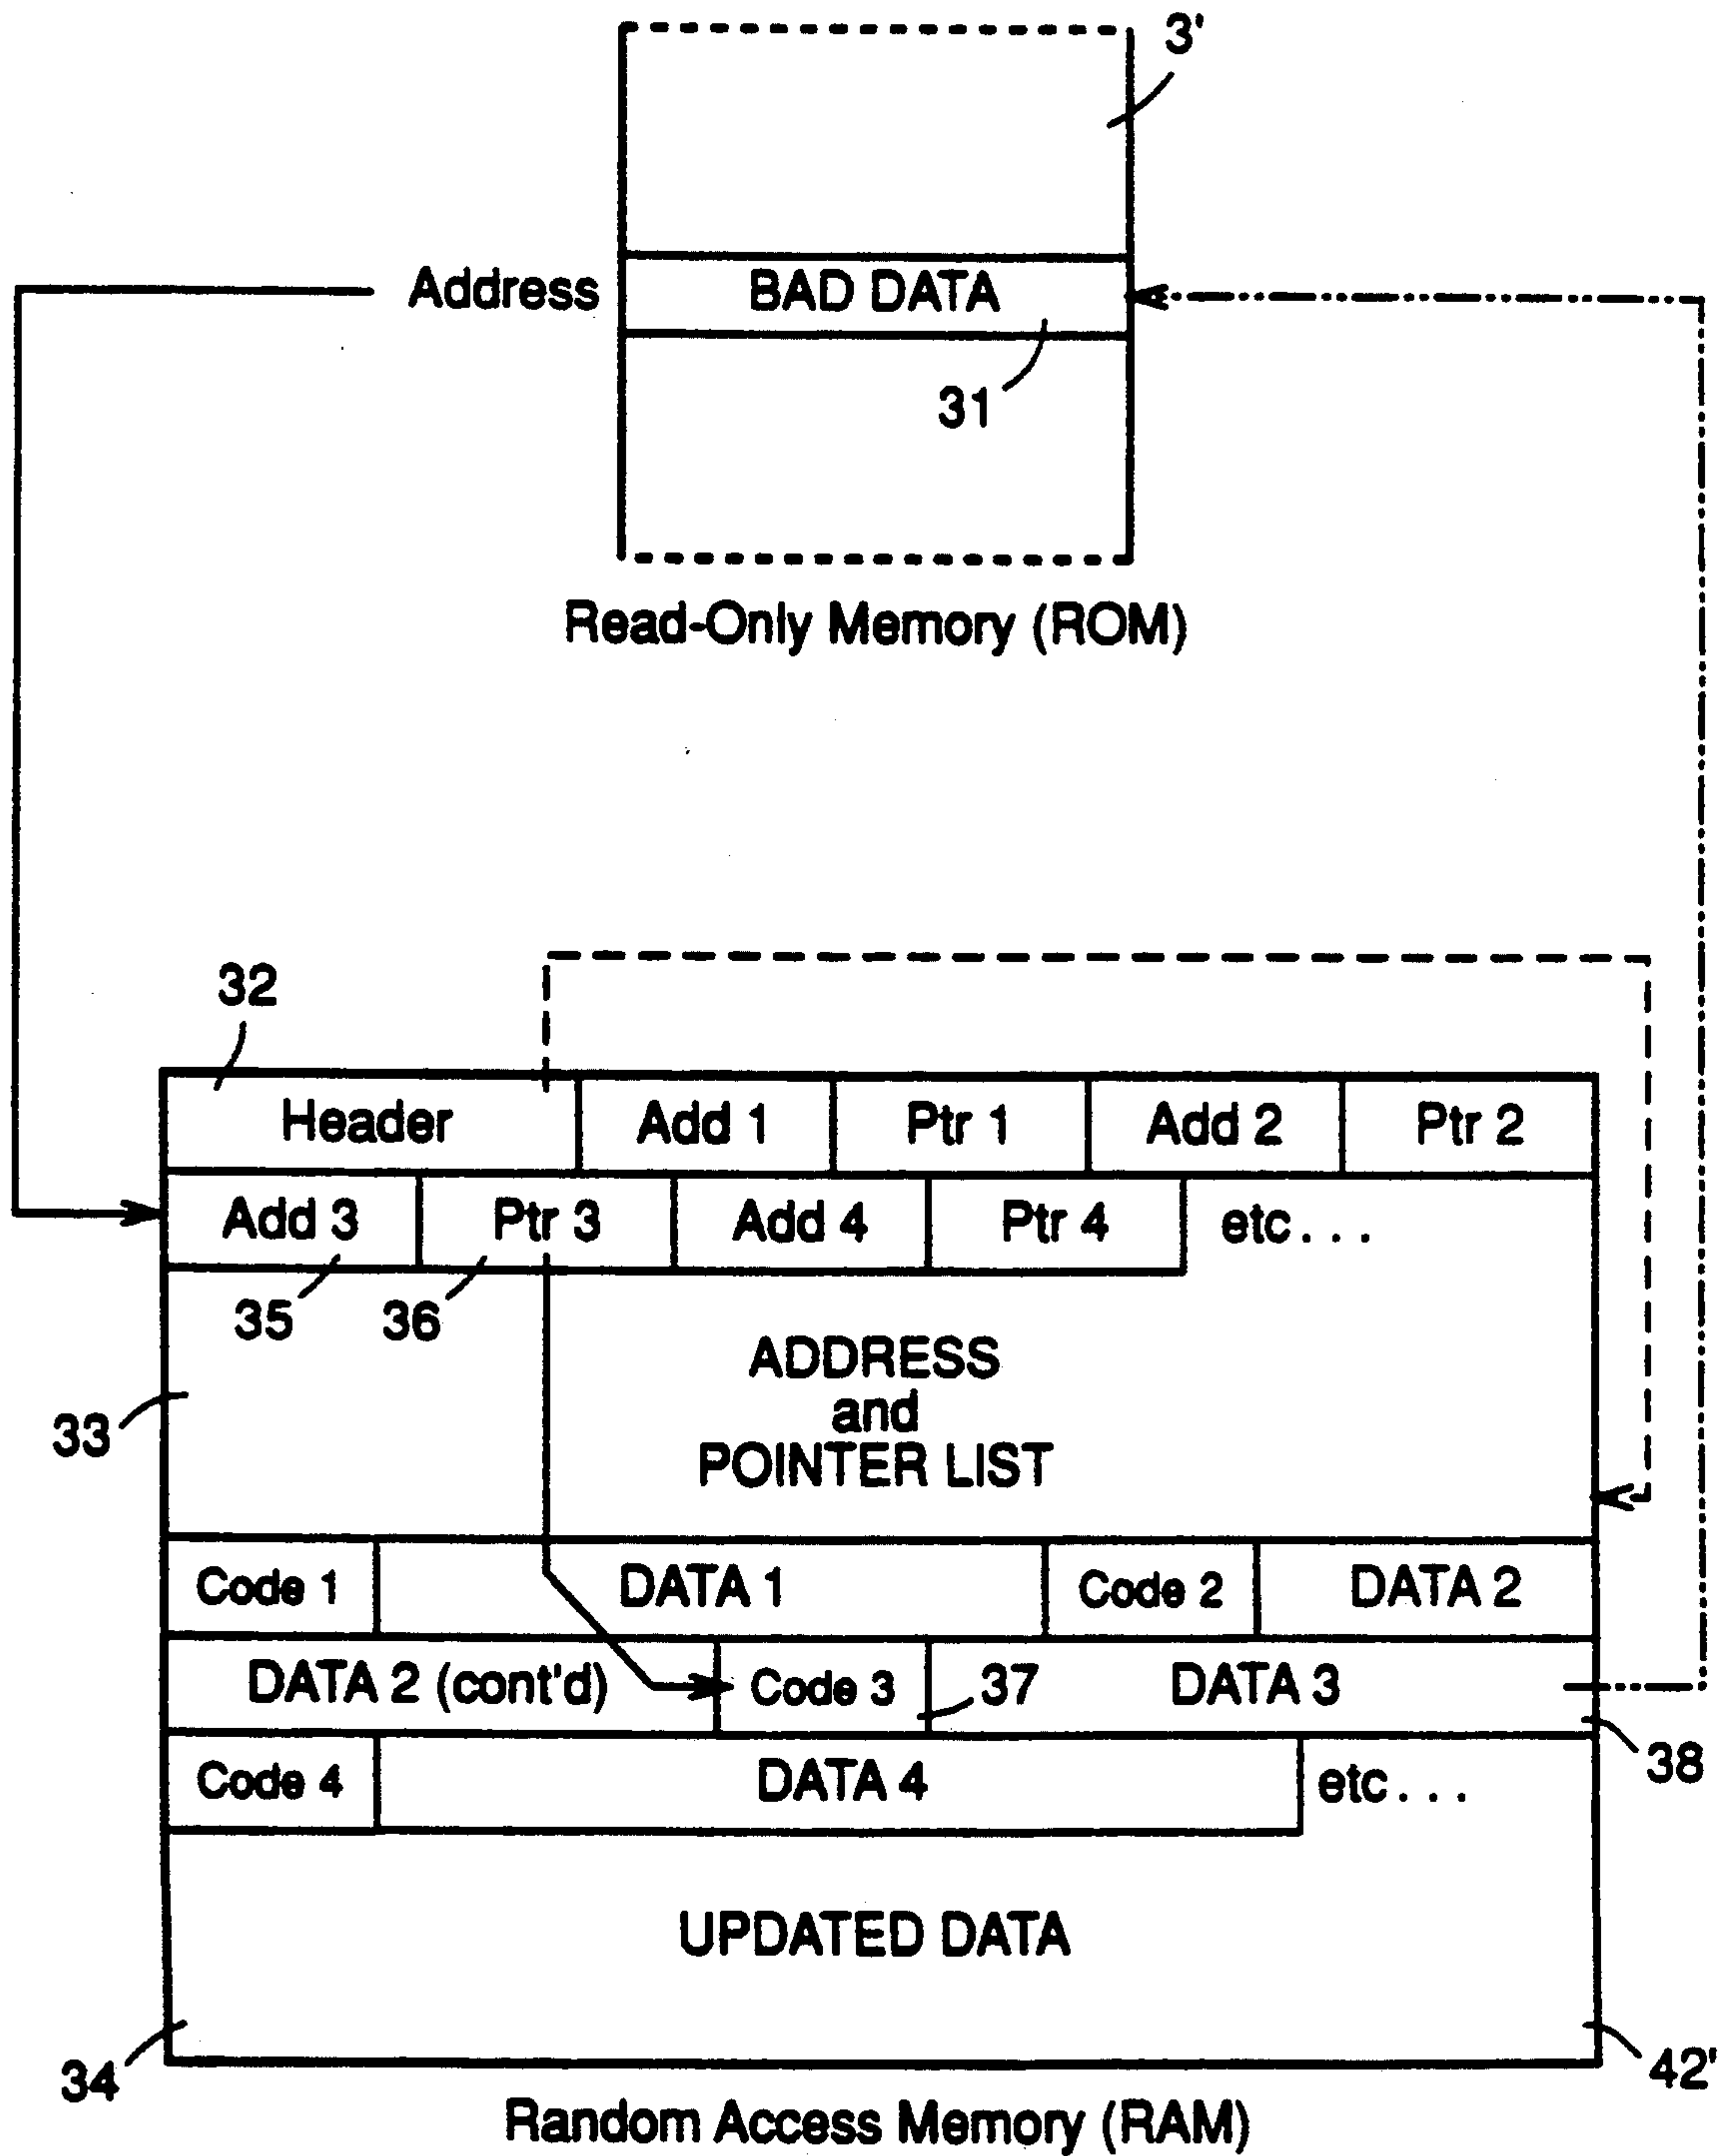 3'
Address BAD DATA
31
Read-Only Memory (ROM)
32
Header Add 1 Ptr 1 Add 2 Ptr 2
Add 3 Ptr 3 Add 4 Ptr 4 etc...
35 36
ADDRESS
and
POINTER LIST
33
Code 1 DATA 1 Code 2 DATA 2
DATA 2 (cont'd) Code 3 37 DATA 3
38
Code 4 DATA 4 etc...
UPDATED DATA
34 42'
Random Access Memory (RAM)